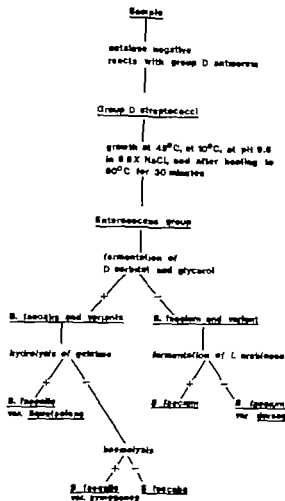 Sample
catalase negative
reacts with group D antiserum
Group D streptococci
growth at 45°C, at 10°C, at pH 9.6
in 6.5% NaCl, and after heating to
60°C for 30 minutes
Enterococcus group
fermentation of
D sorbitol and glycerol
+ −
S. faecalis and variants S. faecium and variant
hydrolysis of gelatine fermentation of L arabinose
+ − + −
S faecalis S faecium S faecium
var. liquefaciens var durans
haemolysis
+ −
S faecalis S faecalis
var. zymogenes